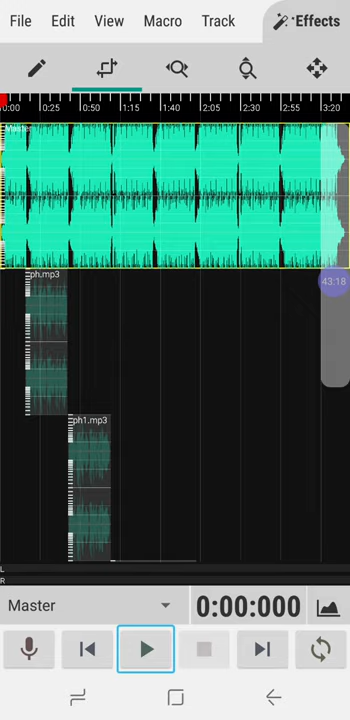 File Edit View Macro Track Effects
0:00 0:25 0:50 1:15 1:40 2:05 2:30 2:55 3:20
Master
ph.mp3
43:18
ph1.mp3
L
R
Master 0:00:000